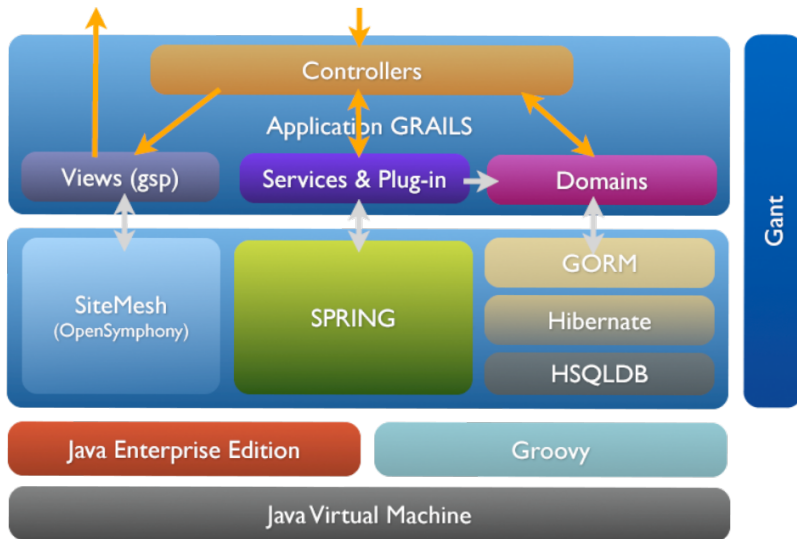 Controllers
Application GRAILS
Views (gsp)
Services & Plug-in
Domains
Gant
SiteMesh
(OpenSymphony)
SPRING
GORM
Hibernate
HSQLDB
Java Enterprise Edition
Groovy
Java Virtual Machine